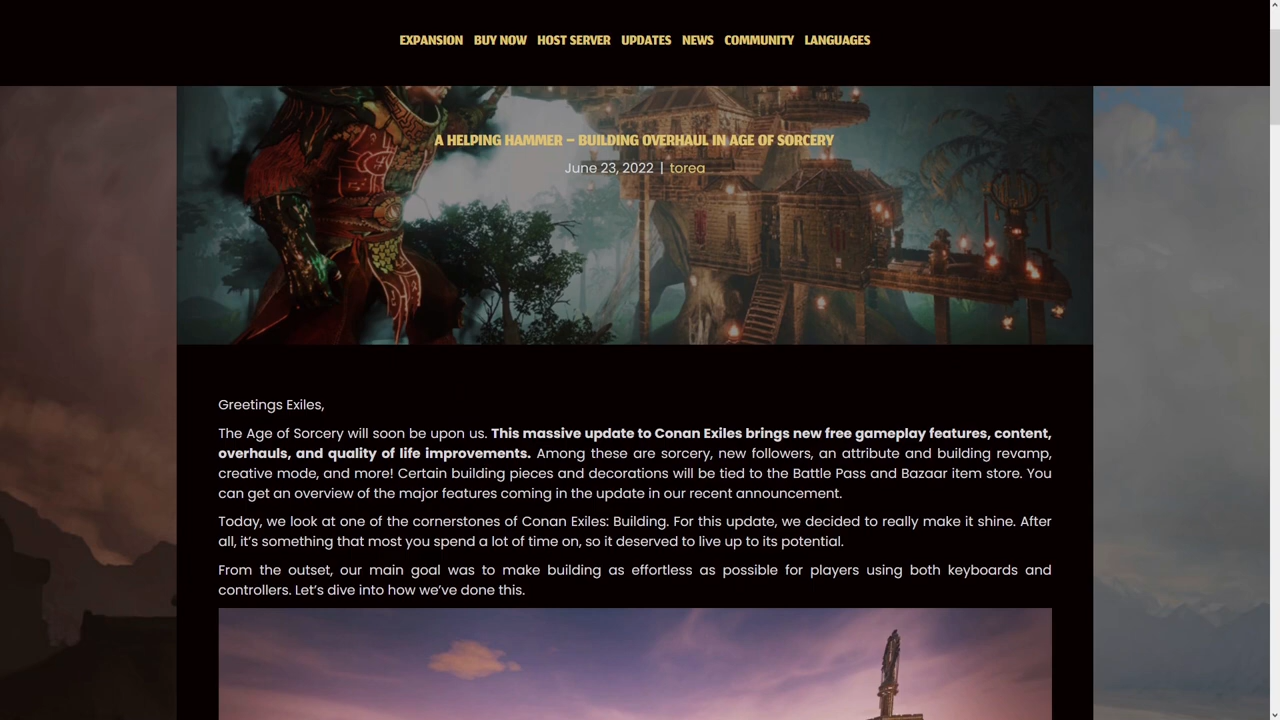 EXPANSION BUY NOW HOST SERVER UPDATES NEWS COMMUNITY LANGUAGES
A HELPING HAMMER – BUILDING OVERHAUL IN AGE OF SORCERY
June 23, 2022 | torea
Greetings Exiles,
The Age of Sorcery will soon be upon us. This massive update to Conan Exiles brings new free gameplay features, content,
overhauls, and quality of life improvements. Among these are sorcery, new followers, an attribute and building revamp,
creative mode, and more! Certain building pieces and decorations will be tied to the Battle Pass and Bazaar item store. You
can get an overview of the major features coming in the update in our recent announcement.
Today, we look at one of the cornerstones of Conan Exiles: Building. For this update, we decided to really make it shine. After
all, it’s something that most you spend a lot of time on, so it deserved to live up to its potential.
From the outset, our main goal was to make building as effortless as possible for players using both keyboards and
controllers. Let’s dive into how we’ve done this.